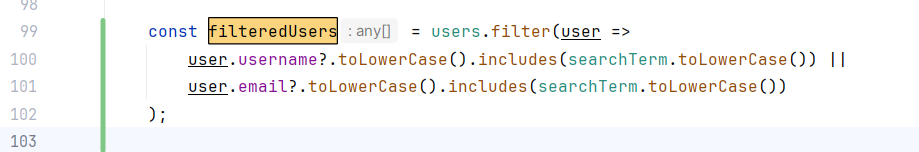 98
99 const filteredUsers : any[] = users.filter(user =>
100 user.username?.toLowerCase().includes(searchTerm.toLowerCase()) ||
101 user.email?.toLowerCase().includes(searchTerm.toLowerCase())
102 );
103